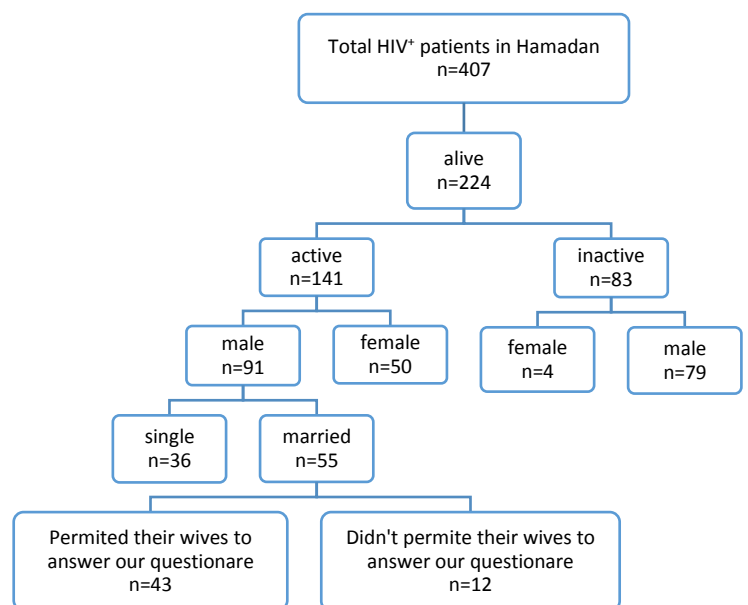 Total HIV⁺ patients in Hamadan
n=407
alive
n=224
active
n=141
inactive
n=83
male
n=91
female
n=50
female
n=4
male
n=79
single
n=36
married
n=55
Permited their wives to
answer our questionare
n=43
Didn't permite their wives to
answer our questionare
n=12